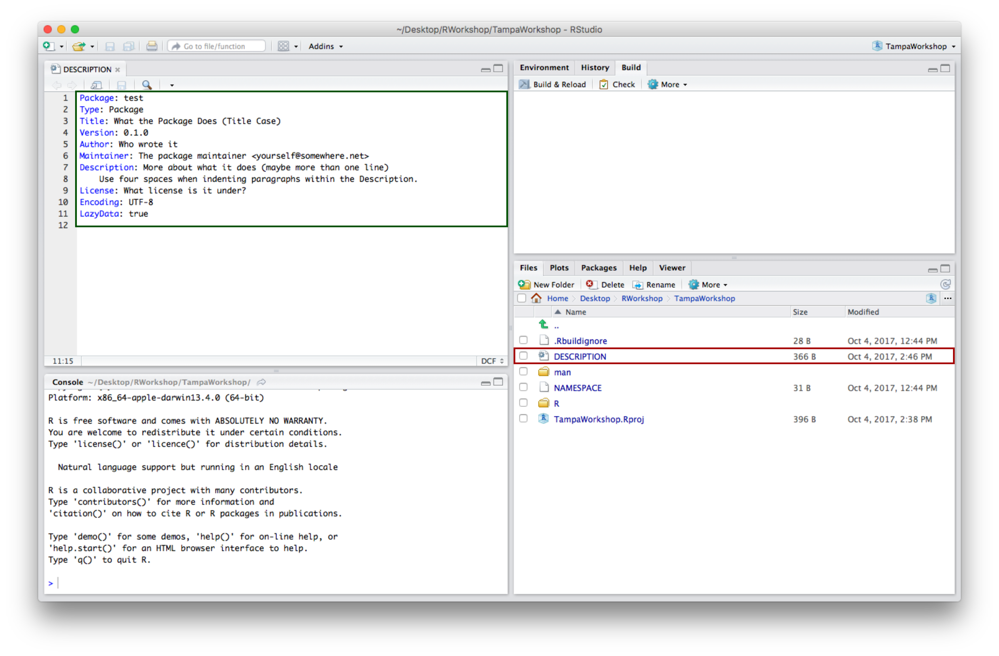 ~/Desktop/RWorkshop/TampaWorkshop - RStudio
Go to file/function
Addins
TampaWorkshop
DESCRIPTION
1 Package: test
2 Type: Package
3 Title: What the Package Does (Title Case)
4 Version: 0.1.0
5 Author: Who wrote it
6 Maintainer: The package maintainer <yourself@somewhere.net>
7 Description: More about what it does (maybe more than one line)
8 Use four spaces when indenting paragraphs within the Description.
9 License: What license is it under?
10 Encoding: UTF-8
11 LazyData: true
12
11:15 DCF
Console ~/Desktop/RWorkshop/TampaWorkshop/
Platform: x86_64-apple-darwin13.4.0 (64-bit)
R is free software and comes with ABSOLUTELY NO WARRANTY.
You are welcome to redistribute it under certain conditions.
Type 'license()' or 'licence()' for distribution details.
Natural language support but running in an English locale
R is a collaborative project with many contributors.
Type 'contributors()' for more information and
'citation()' on how to cite R or R packages in publications.
Type 'demo()' for some demos, 'help()' for on-line help, or
'help.start()' for an HTML browser interface to help.
Type 'q()' to quit R.
>
Environment History Build
Build & Reload Check More
Files Plots Packages Help Viewer
New Folder Delete Rename More
Home Desktop RWorkshop TampaWorkshop ...
Name Size Modified
..
.Rbuildignore 28 B Oct 4, 2017, 12:44 PM
DESCRIPTION 366 B Oct 4, 2017, 2:46 PM
man
NAMESPACE 31 B Oct 4, 2017, 12:44 PM
R
TampaWorkshop.Rproj 396 B Oct 4, 2017, 2:38 PM